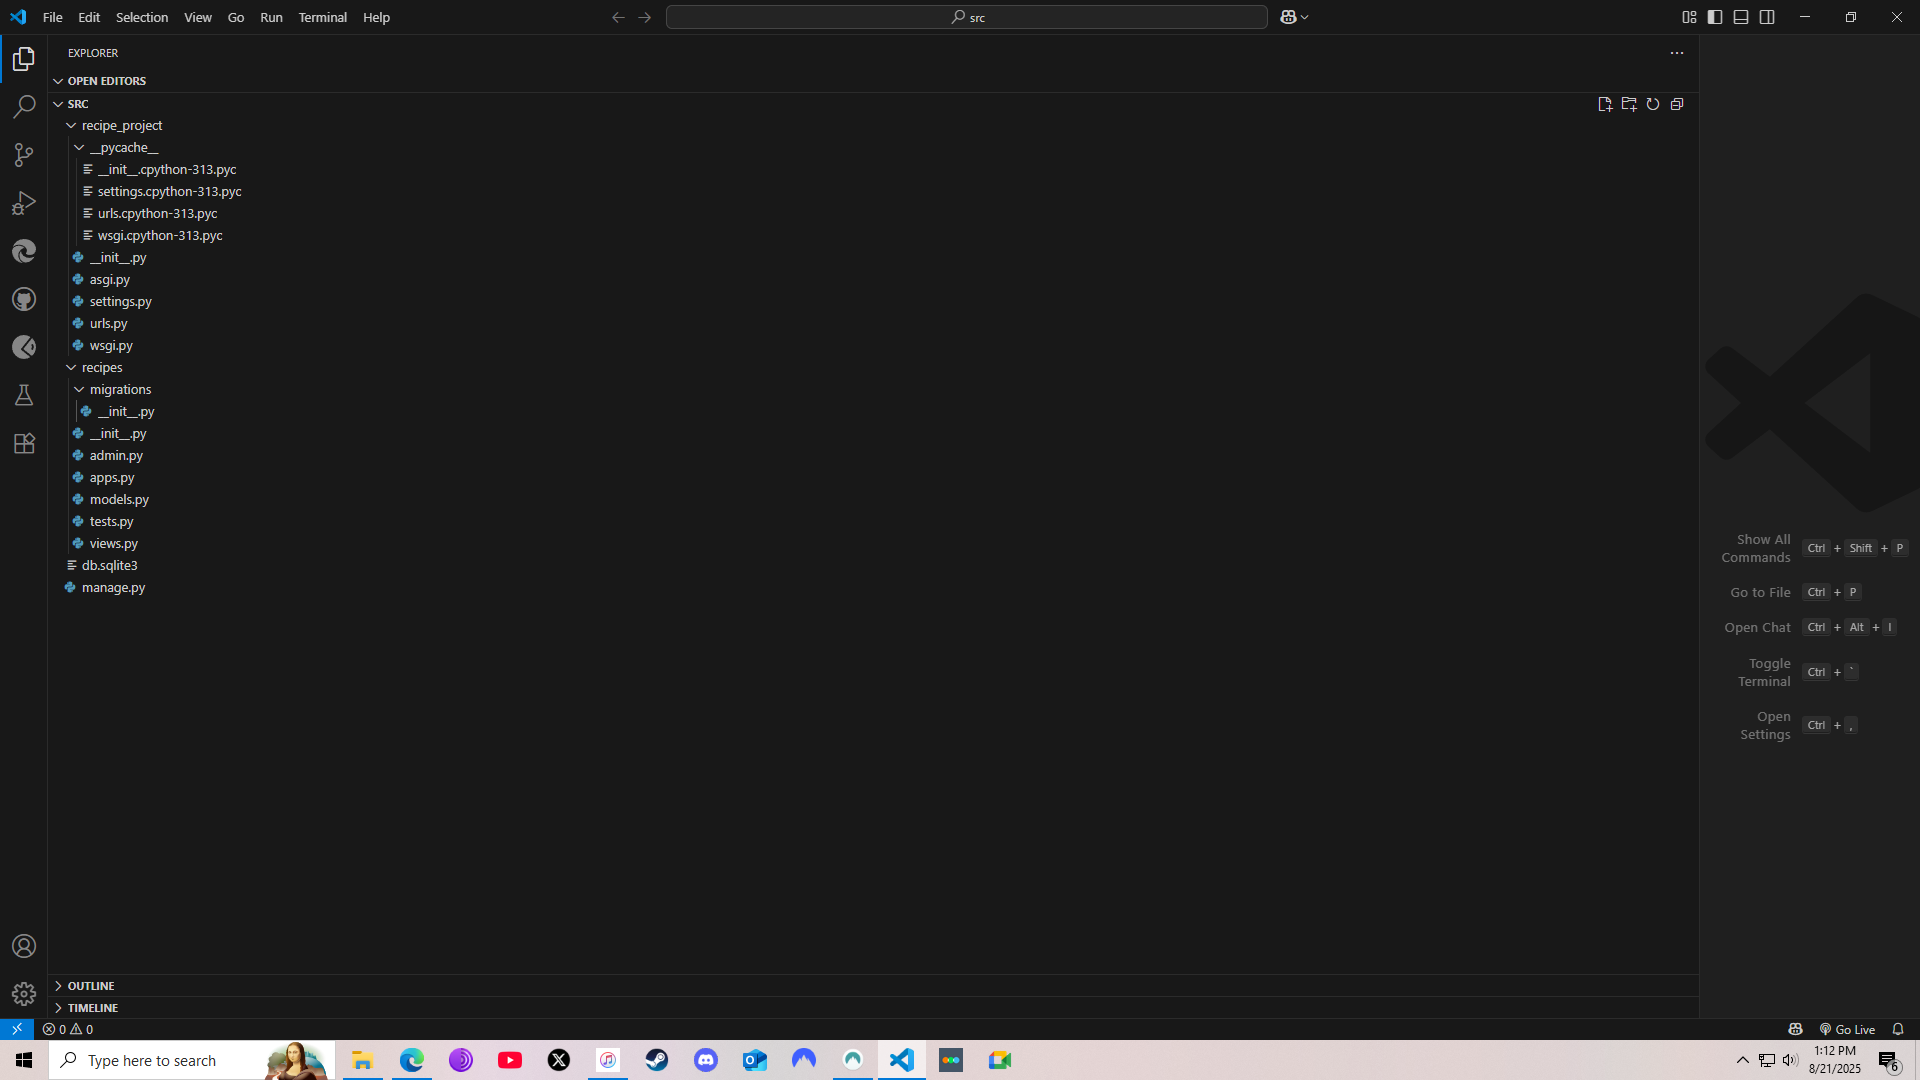 File Edit Selection View Go Run Terminal Help
src
EXPLORER
OPEN EDITORS
SRC
recipe_project
__pycache__
__init__.cpython-313.pyc
settings.cpython-313.pyc
urls.cpython-313.pyc
wsgi.cpython-313.pyc
__init__.py
asgi.py
settings.py
urls.py
wsgi.py
recipes
migrations
__init__.py
__init__.py
admin.py
apps.py
models.py
tests.py
views.py
db.sqlite3
manage.py
Show All
Commands
Ctrl + Shift + P
Go to File Ctrl + P
Open Chat Ctrl + Alt + I
Toggle
Terminal
Ctrl + `
Open
Settings
Ctrl + ,
OUTLINE
TIMELINE
0 0
Go Live
Type here to search
1:12 PM
8/21/2025
6